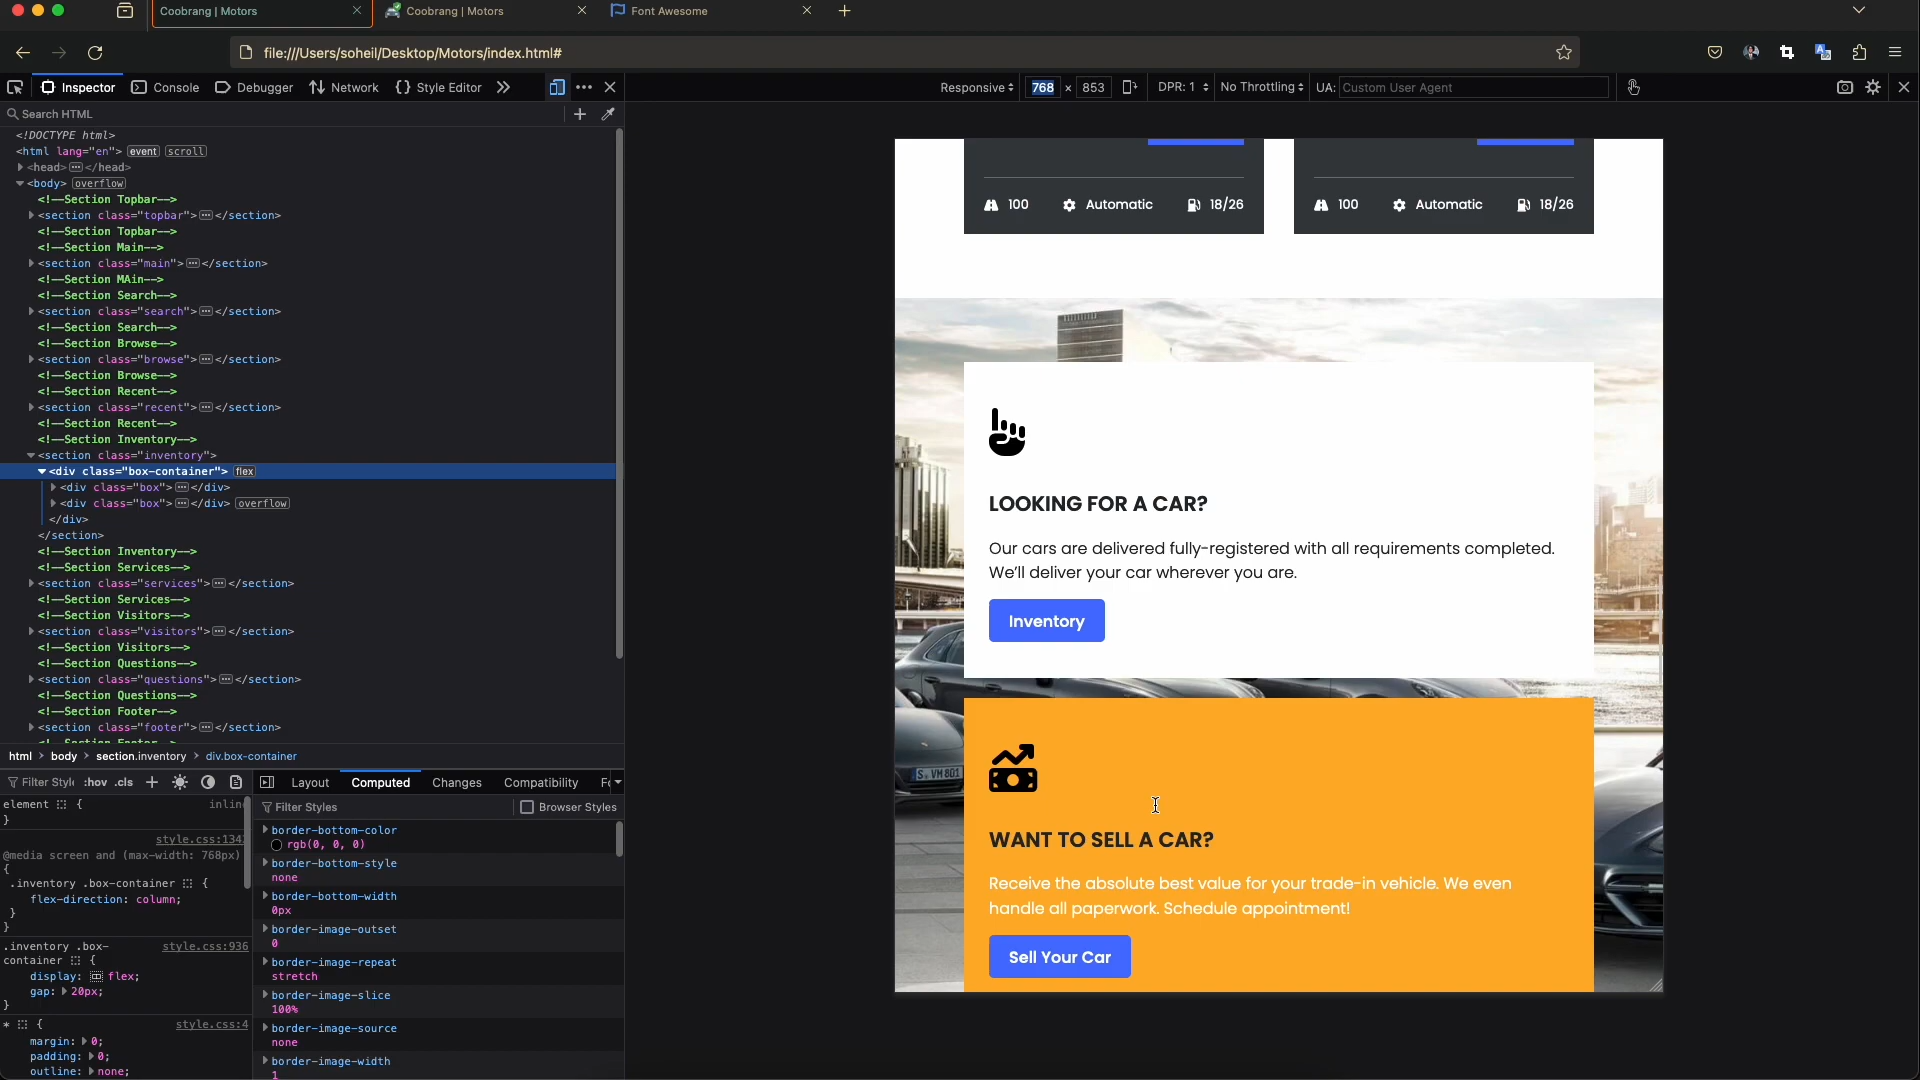 Coobrang | Motors
Coobrang | Motors
Font Awesome
file:///Users/soheil/Desktop/Motors/index.html#
Inspector
Console
Debugger
Network
{} Style Editor
Responsive
768 × 853
DPR: 1
No Throttling
UA: Custom User Agent
Search HTML
<!DOCTYPE html>
<html lang="en"> event scroll
<head> </head>
<body> overflow
<!--Section Topbar-->
<section class="topbar"> </section>
<!--Section Topbar-->
<!--Section Main-->
<section class="main"> </section>
<!--Section MAin-->
<!--Section Search-->
<section class="search"> </section>
<!--Section Search-->
<!--Section Browse-->
<section class="browse"> </section>
<!--Section Browse-->
<!--Section Recent-->
<section class="recent"> </section>
<!--Section Recent-->
<!--Section Inventory-->
<section class="inventory">
<div class="box-container"> flex
<div class="box"> </div>
<div class="box"> </div> overflow
</div>
</section>
<!--Section Inventory-->
<!--Section Services-->
<section class="services"> </section>
<!--Section Services-->
<!--Section Visitors-->
<section class="visitors"> </section>
<!--Section Visitors-->
<!--Section Questions-->
<section class="questions"> </section>
<!--Section Questions-->
<!--Section Footer-->
<section class="footer"> </section>
html > body > section.inventory > div.box-container
Filter Style
:hov .cls
element {
inline
}
style.css:1342
@media screen and (max-width: 768px)
{
.inventory .box-container {
flex-direction: column;
}
}
.inventory .box-
container {
style.css:936
display: flex;
gap: 20px;
}
* {
style.css:4
margin: 0;
padding: 0;
outline: none;
Layout
Computed
Changes
Compatibility
Filter Styles
Browser Styles
border-bottom-color
rgb(0, 0, 0)
border-bottom-style
none
border-bottom-width
0px
border-image-outset
0
border-image-repeat
stretch
border-image-slice
100%
border-image-source
none
border-image-width
1
100 Automatic 18/26
100 Automatic 18/26
LOOKING FOR A CAR?
Our cars are delivered fully-registered with all requirements completed.
We'll deliver your car wherever you are.
Inventory
S. VM 801
WANT TO SELL A CAR?
Receive the absolute best value for your trade-in vehicle. We even
handle all paperwork. Schedule appointment!
Sell Your Car